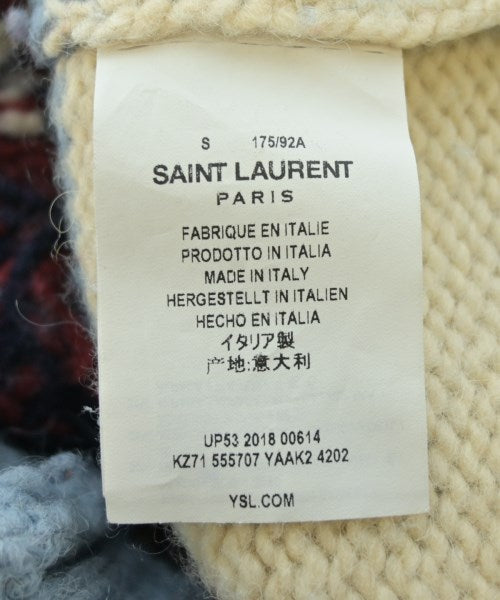 S 175/92A
SAINT LAURENT
PARIS
FABRIQUE EN ITALIE
PRODOTTO IN ITALIA
MADE IN ITALY
HERGESTELLT IN ITALIEN
HECHO EN ITALIA
イタリア製
产地:意大利
UP53 2018 00614
KZ71 555707 YAAK2 4202
YSL.COM